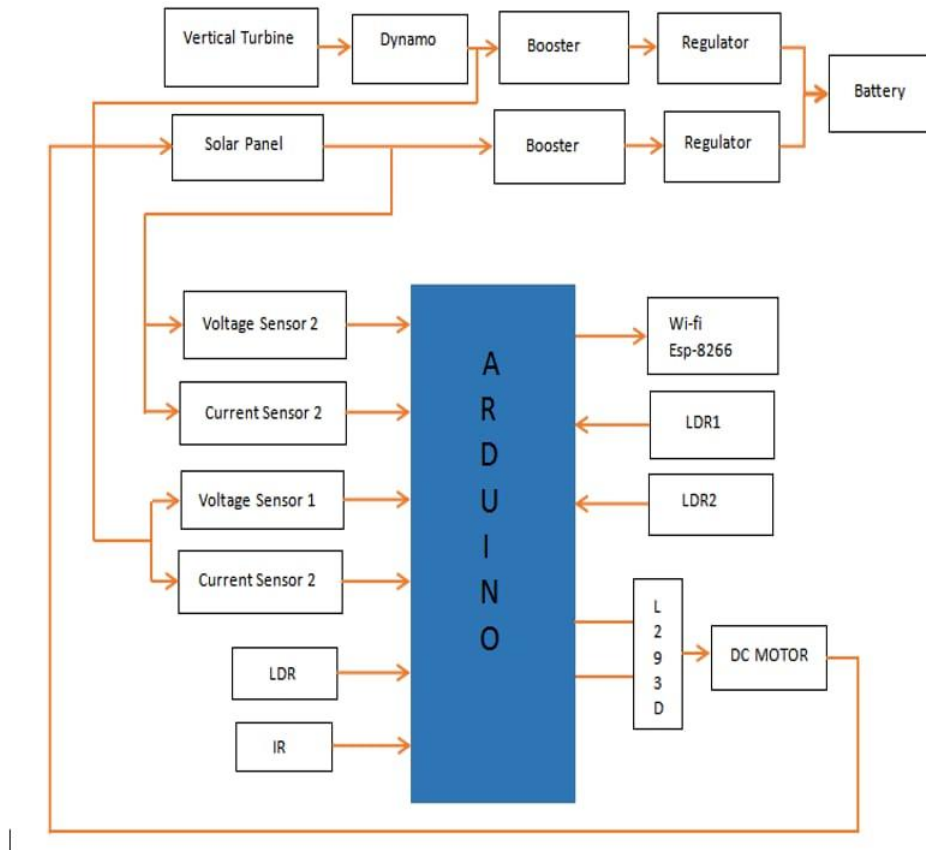 Vertical Turbine
Dynamo
Booster
Regulator
Battery
Solar Panel
Booster
Regulator
Voltage Sensor 2
Current Sensor 2
Voltage Sensor 1
Current Sensor 2
LDR
IR
A
R
D
U
I
N
O
Wi-fi
Esp-8266
LDR1
LDR2
L
2
9
3
D
DC MOTOR